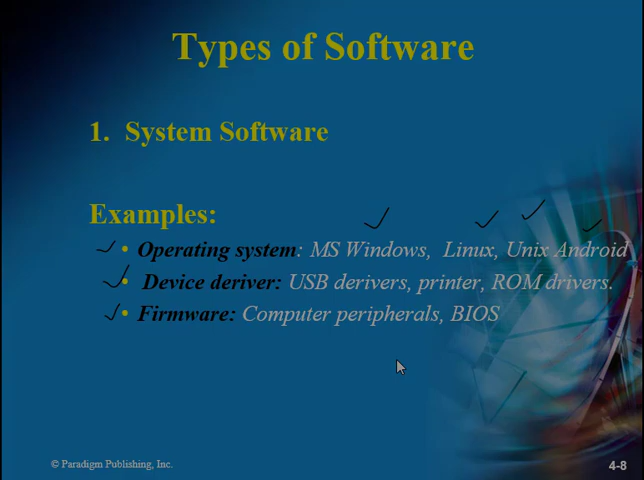 Types of Software
1. System Software
Examples:
• Operating system: MS Windows, Linux, Unix Android
• Device deriver: USB derivers, printer, ROM drivers.
• Firmware: Computer peripherals, BIOS
© Paradigm Publishing, Inc.
4-8